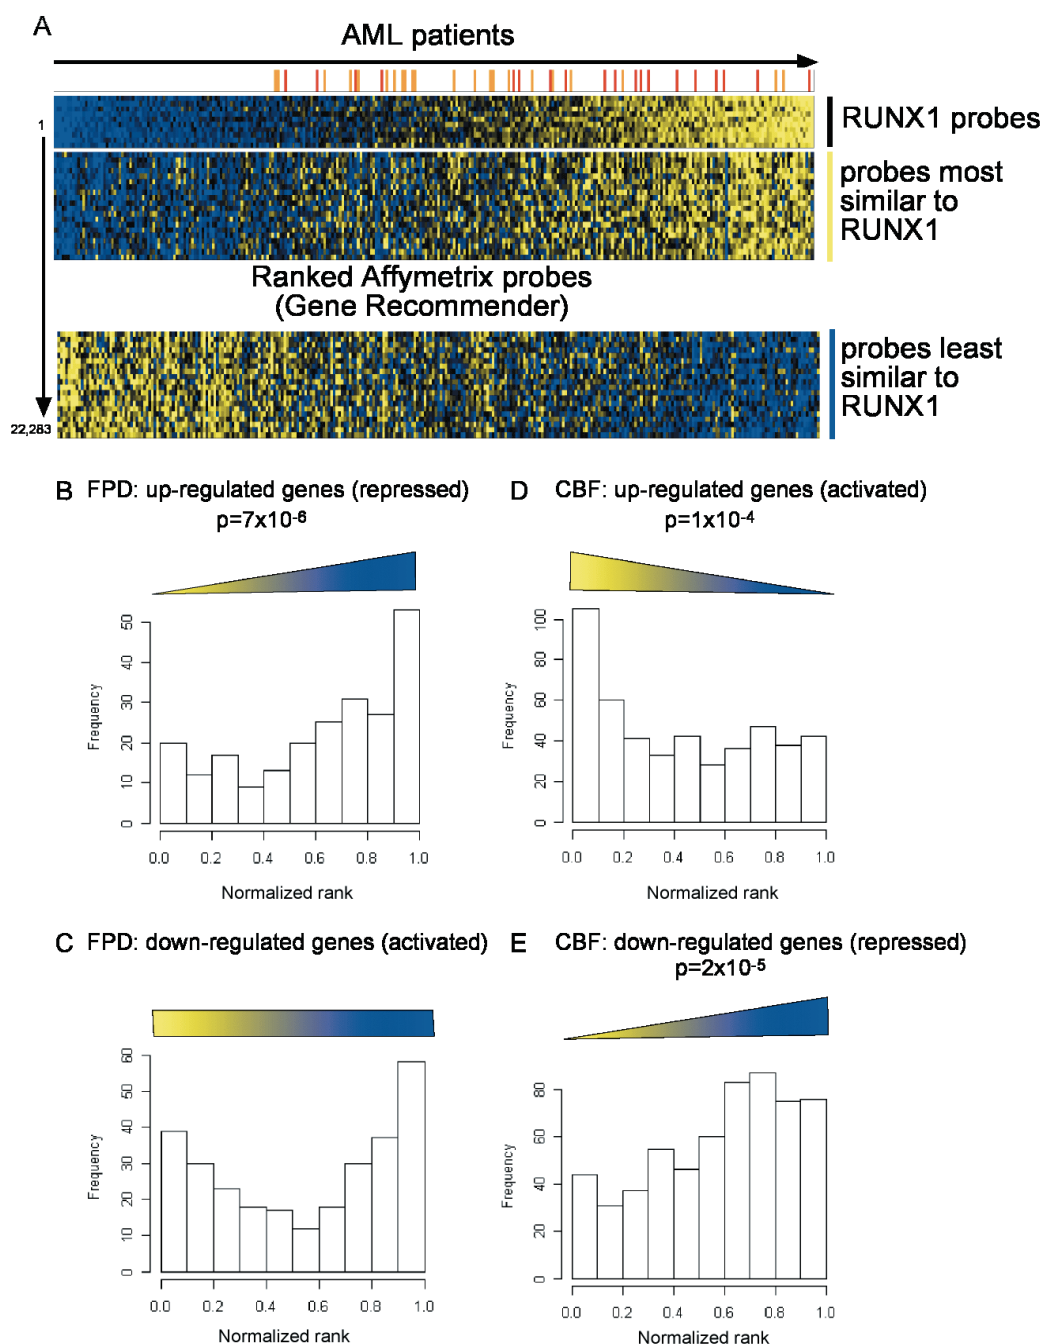 A
AML patients
1
RUNX1 probes
probes most
similar to
RUNX1
Ranked Affymetrix probes
(Gene Recommender)
probes least
similar to
RUNX1
22,283
B FPD: up-regulated genes (repressed)
p=7x10-6
Frequency
0 10 20 30 40 50
0.0 0.2 0.4 0.6 0.8 1.0
Normalized rank
D CBF: up-regulated genes (activated)
p=1x10-4
Frequency
0 20 40 60 80 100
0.0 0.2 0.4 0.6 0.8 1.0
Normalized rank
C FPD: down-regulated genes (activated)
Frequency
0 10 20 30 40 50 60
0.0 0.2 0.4 0.6 0.8 1.0
Normalized rank
E CBF: down-regulated genes (repressed)
p=2x10-5
Frequency
0 20 40 60 80
0.0 0.2 0.4 0.6 0.8 1.0
Normalized rank